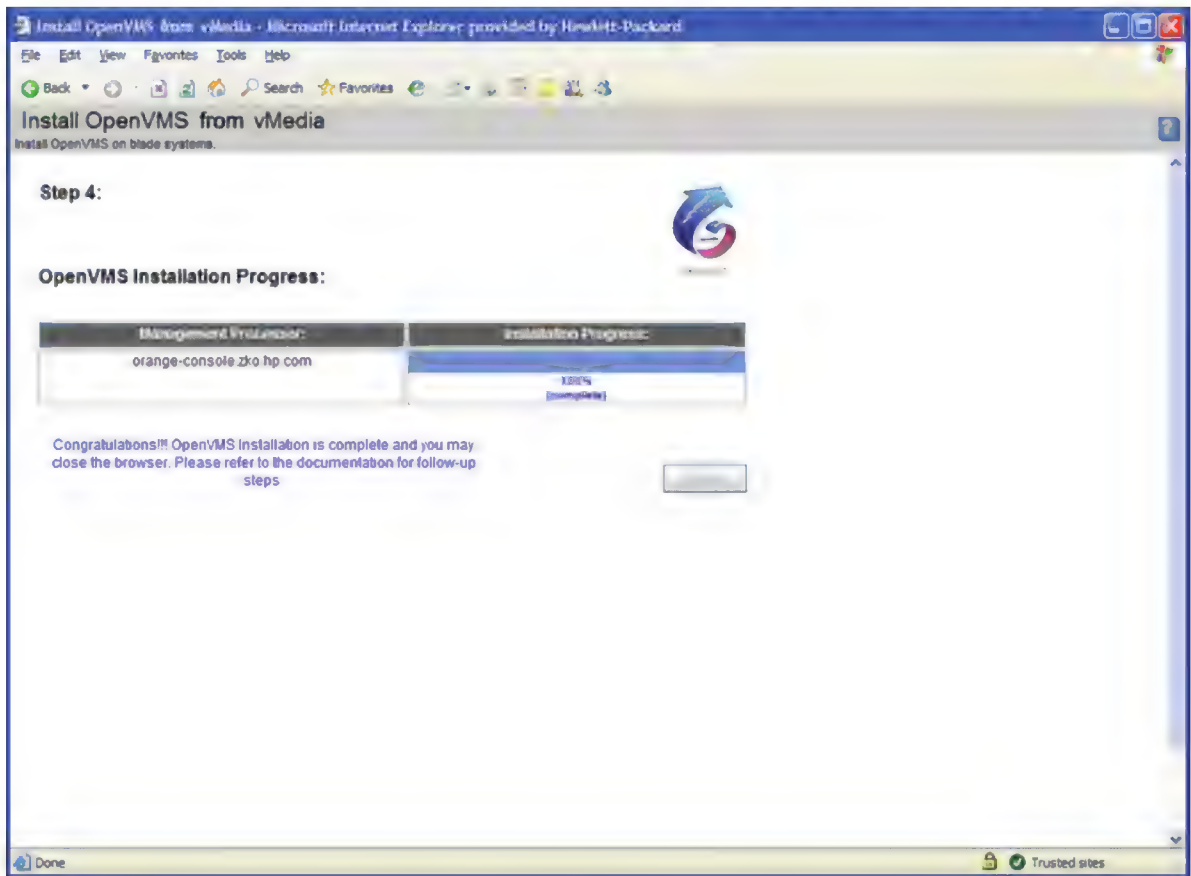 Install OpenVMS from vMedia - Microsoft Internet Explorer provided by Hewlett-Packard
File Edit View Favorites Tools Help
Back Search Favorites
Install OpenVMS from vMedia
Install OpenVMS on blade systems.
Step 4:
OpenVMS Installation Progress:
Management Processor: Installation Progress:
orange-console.zko.hp.com
100%
Congratulations!!! OpenVMS Installation is complete and you may
close the browser. Please refer to the documentation for follow-up
steps
Done Trusted sites